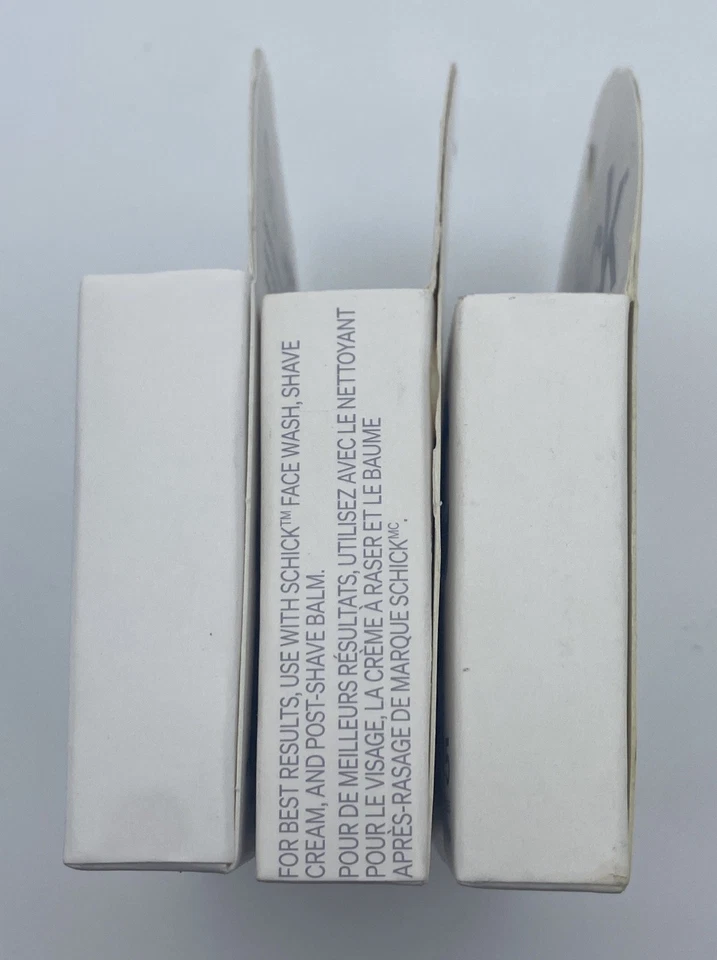 FOR BEST RESULTS, USE WITH SCHICK™ FACE WASH, SHAVE
CREAM, AND POST-SHAVE BALM.
POUR DE MEILLEURS RÉSULTATS, UTILISEZ AVEC LE NETTOYANT
POUR LE VISAGE, LA CRÈME À RASER ET LE BAUME
APRÈS-RASAGE DE MARQUE SCHICKᴹᶜ.